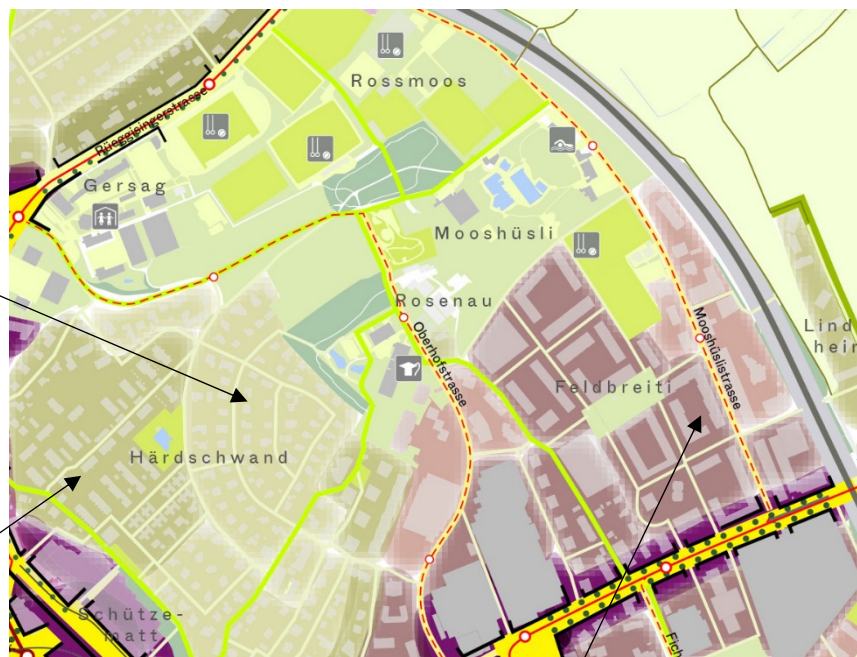 Rossmoos
Rüeggisingerstrasse
Gersag
Mooshüsli
Rosenau
Oberhofstrasse
Mooshüslistrasse
Lind
heim
Feldbreiti
Härdschwand
Schütze-
matt
Fich